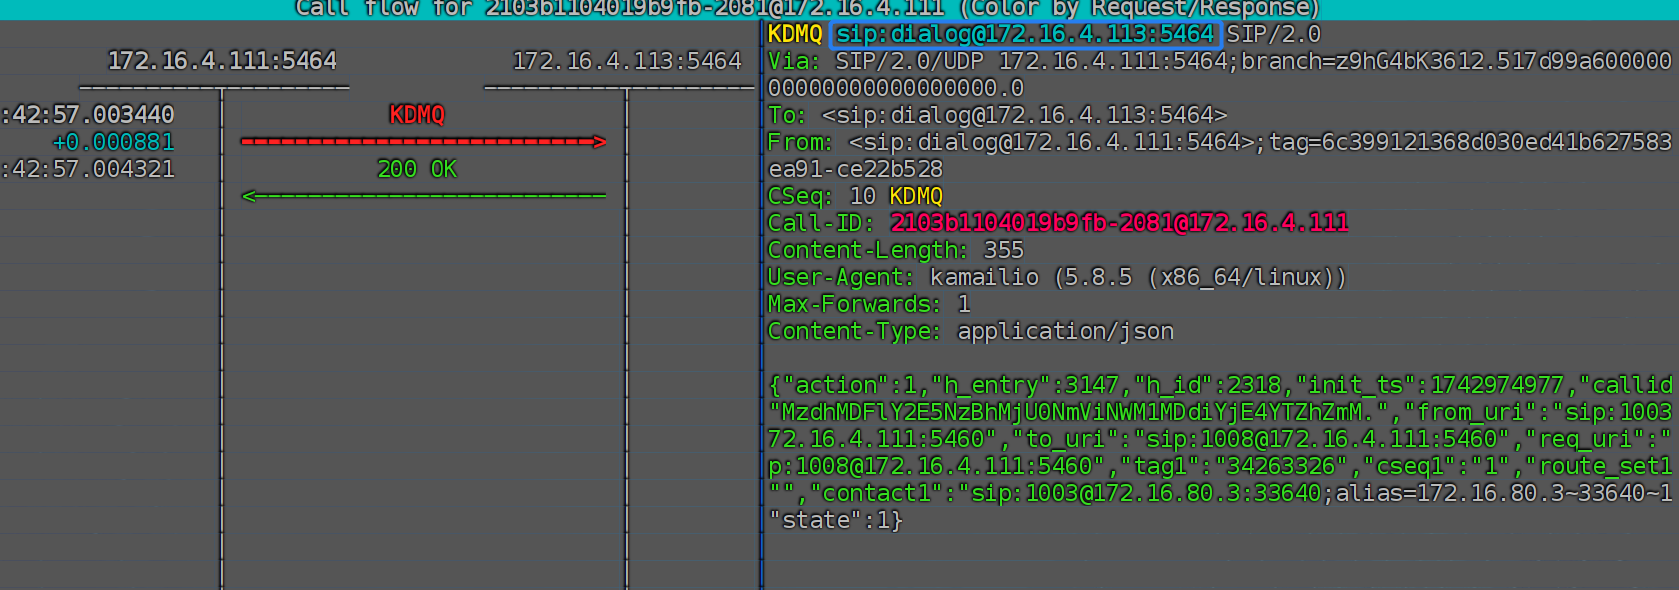 Call flow for 2103b1104019b9fb-2081@172.16.4.111 (Color by Request/Response)
172.16.4.111:5464
172.16.4.113:5464
:42:57.003440
KDMQ
+0.000881
:42:57.004321
200 OK
KDMQ sip:dialog@172.16.4.113:5464 SIP/2.0
Via: SIP/2.0/UDP 172.16.4.111:5464;branch=z9hG4bK3612.517d99a600000
00000000000000000.0
To: <sip:dialog@172.16.4.113:5464>
From: <sip:dialog@172.16.4.111:5464>;tag=6c399121368d030ed41b627583
ea91-ce22b528
CSeq: 10 KDMQ
Call-ID: 2103b1104019b9fb-2081@172.16.4.111
Content-Length: 355
User-Agent: kamailio (5.8.5 (x86_64/linux))
Max-Forwards: 1
Content-Type: application/json
{"action":1,"h_entry":3147,"h_id":2318,"init_ts":1742974977,"callid
"MzdhMDFlY2E5NzBhMjU0NmViNWM1MDdiYjE4YTZhZmM.","from_uri":"sip:1003
72.16.4.111:5460","to_uri":"sip:1008@172.16.4.111:5460","req_uri":"
p:1008@172.16.4.111:5460","tag1":"34263326","cseq1":"1","route_set1
"","contact1":"sip:1003@172.16.80.3:33640;alias=172.16.80.3~33640~1
"state":1}